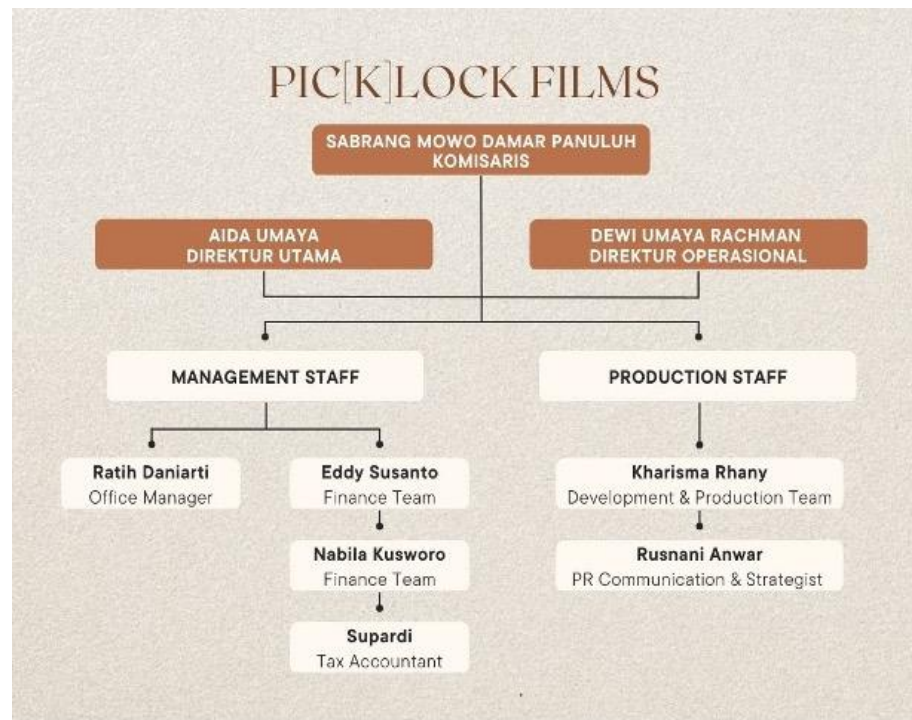 PIC[K]LOCK FILMS
SABRANG MOWO DAMAR PANULUH
KOMISARIS
AIDA UMAYA
DIREKTUR UTAMA
DEWI UMAYA RACHMAN
DIREKTUR OPERASIONAL
MANAGEMENT STAFF
PRODUCTION STAFF
Ratih Daniarti
Office Manager
Eddy Susanto
Finance Team
Kharisma Rhany
Development & Production Team
Nabila Kusworo
Finance Team
Rusnani Anwar
PR Communication & Strategist
Supardi
Tax Accountant